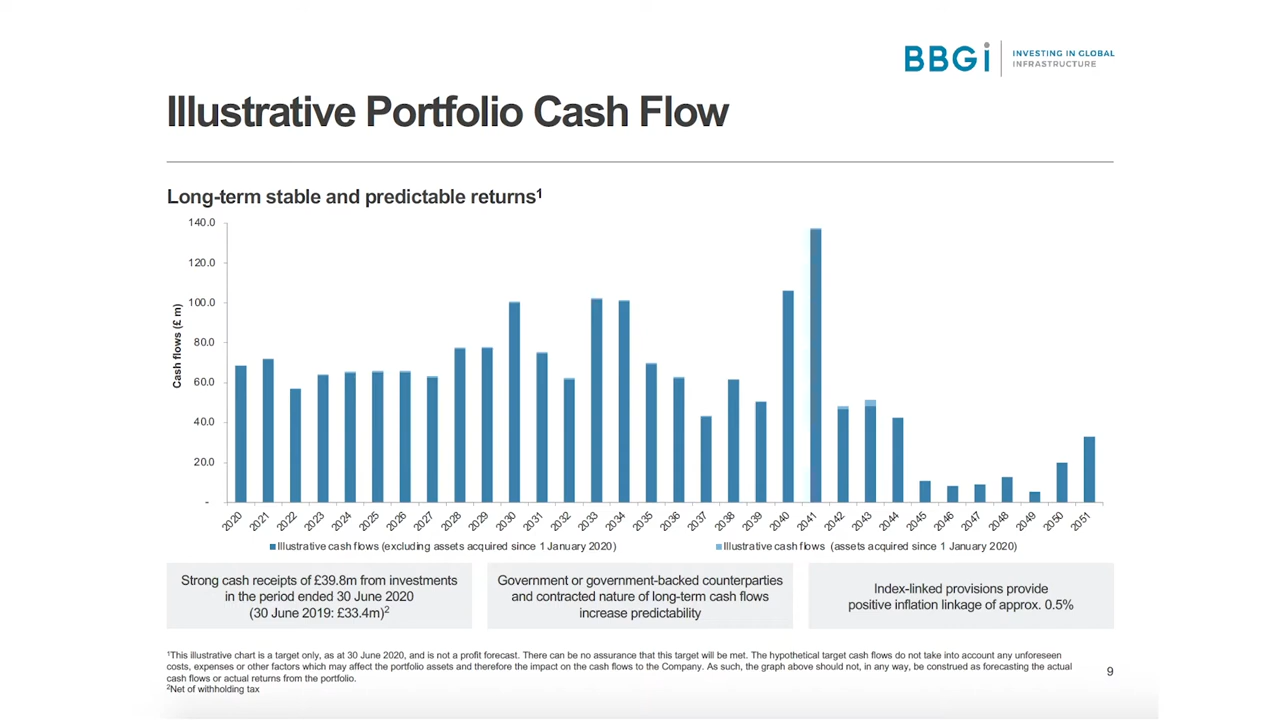 BBGi
INVESTING IN GLOBAL
INFRASTRUCTURE
Illustrative Portfolio Cash Flow
Long-term stable and predictable returns¹
Cash flows (£ m)
140.0
120.0
100.0
80.0
60.0
40.0
20.0
-
2020 2021 2022 2023 2024 2025 2026 2027 2028 2029 2030 2031 2032 2033 2034 2035 2036 2037 2038 2039 2040 2041 2042 2043 2044 2045 2046 2047 2048 2049 2050 2051
Illustrative cash flows (excluding assets acquired since 1 January 2020) Illustrative cash flows (assets acquired since 1 January 2020)
Strong cash receipts of £39.8m from investments
in the period ended 30 June 2020
(30 June 2019: £33.4m)²
Government or government-backed counterparties
and contracted nature of long-term cash flows
increase predictability
Index-linked provisions provide
positive inflation linkage of approx. 0.5%
¹This illustrative chart is a target only, as at 30 June 2020, and is not a profit forecast. There can be no assurance that this target will be met. The hypothetical target cash flows do not take into account any unforeseen
costs, expenses or other factors which may affect the portfolio assets and therefore the impact on the cash flows to the Company. As such, the graph above should not, in any way, be construed as forecasting the actual
cash flows or actual returns from the portfolio.
²Net of withholding tax
9